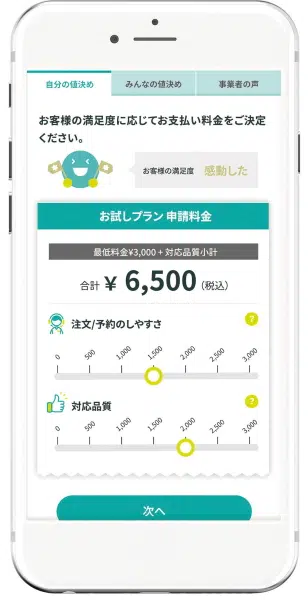 自分の値決め
みんなの値決め
事業者の声
お客様の満足度に応じてお支払い料金をご決定
ください。
お客様の満足度 感動した
お試しプラン 申請料金
最低料金¥3,000 + 対応品質小計
合計 ¥ 6,500 (税込)
注文/予約のしやすさ ?
0 500 1,000 1,500 2,000 2,500 3,000
対応品質 ?
0 500 1,000 1,500 2,000 2,500 3,000
次へ